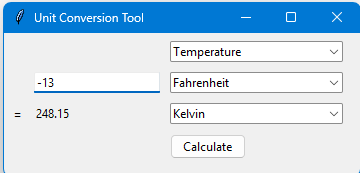 Unit Conversion Tool
Temperature
-13 Fahrenheit
= 248.15 Kelvin
Calculate